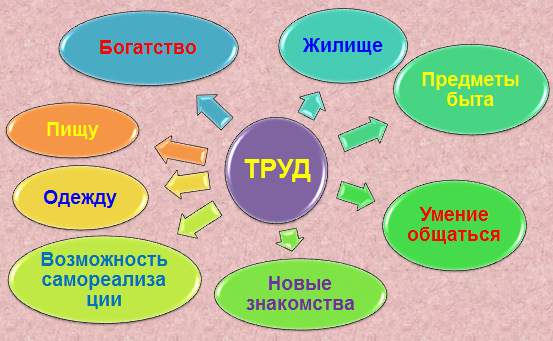 Богатство
Жилище
Предметы
быта
Пищу
ТРУД
Одежду
Умение
общаться
Возможность
самореализа
ции
Новые
знакомства